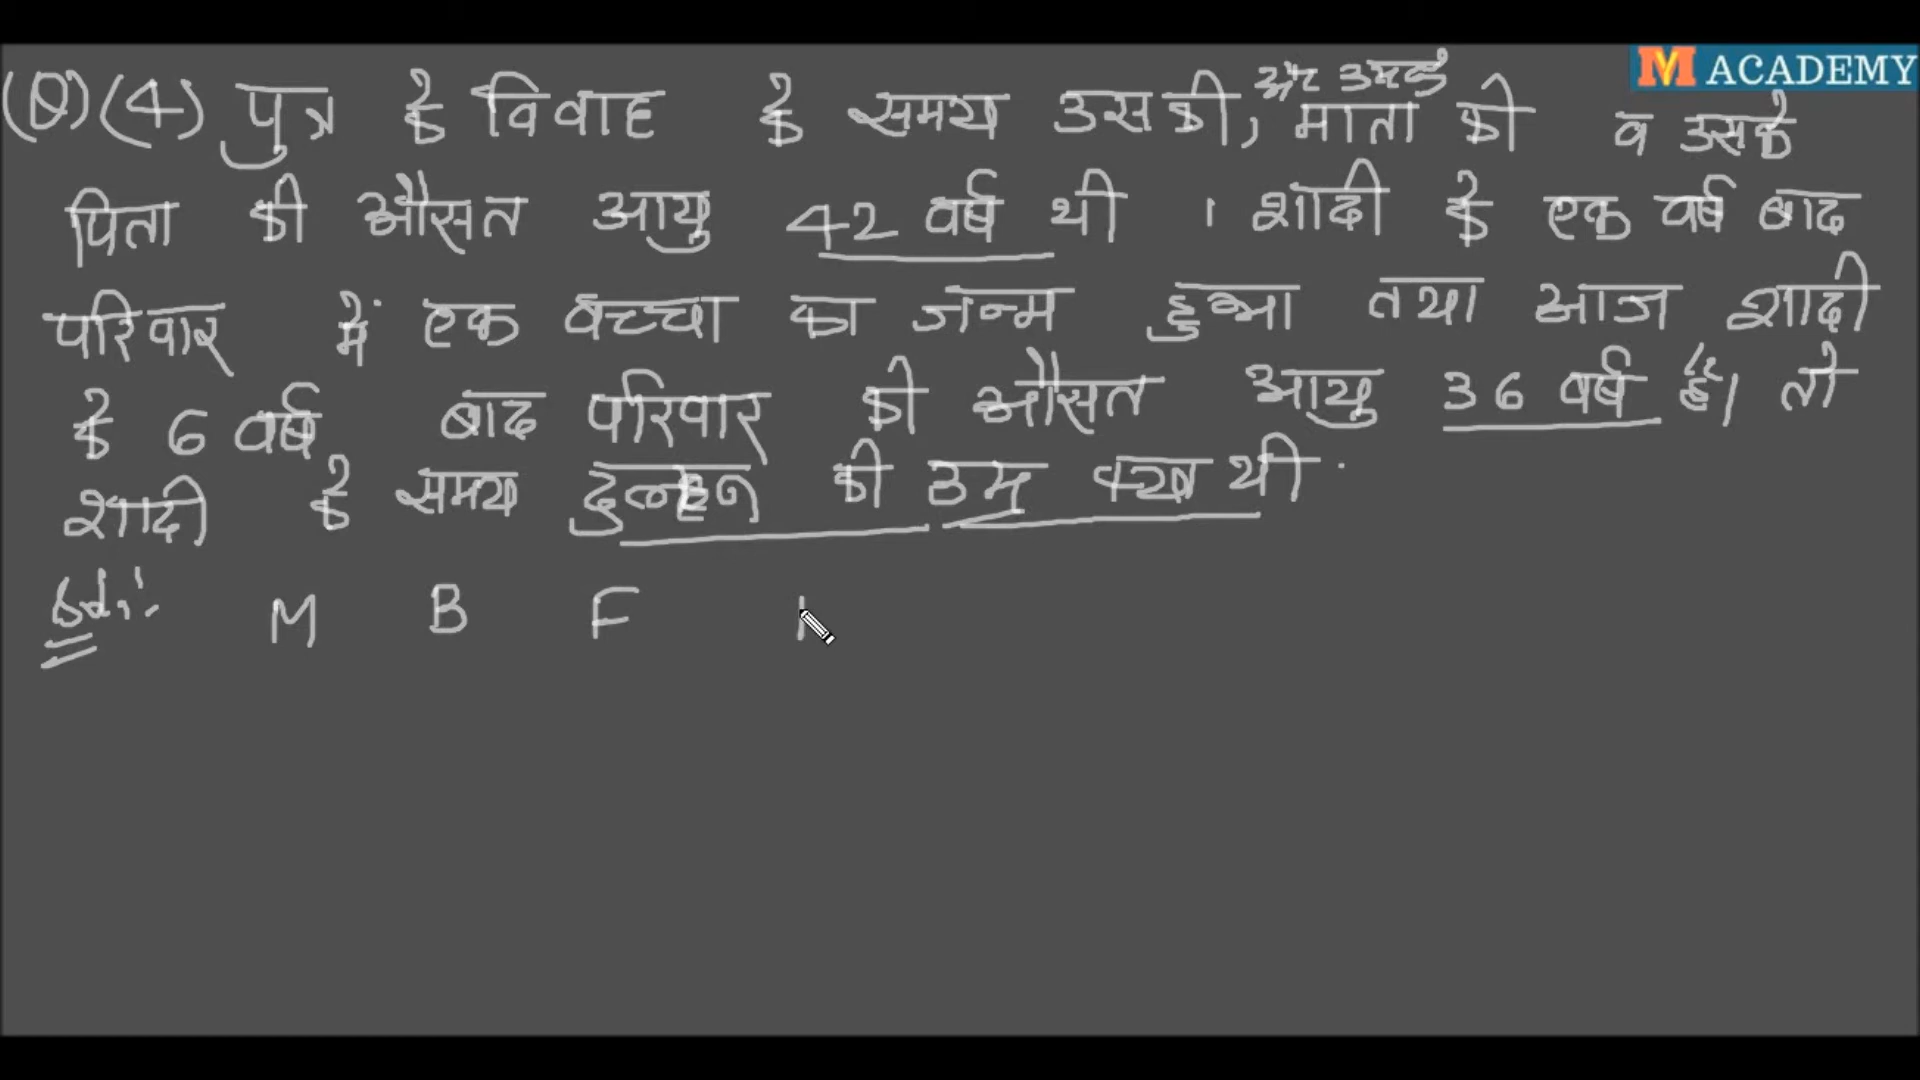 M ACADEMY
(Q) (4) पुत्र के विवाह के समय उसकी, और उसके माता की व उसके
पिता की औसत आयु 42 वर्ष थी । शादी के एक वर्ष बाद
परिवार में एक बच्चा का जन्म हुआ तथा आज शादी
के 6 वर्ष बाद परिवार की औसत आयु 36 वर्ष है। तो
शादी के समय दुल्हन की उम्र क्या थी
Sol:
M B F